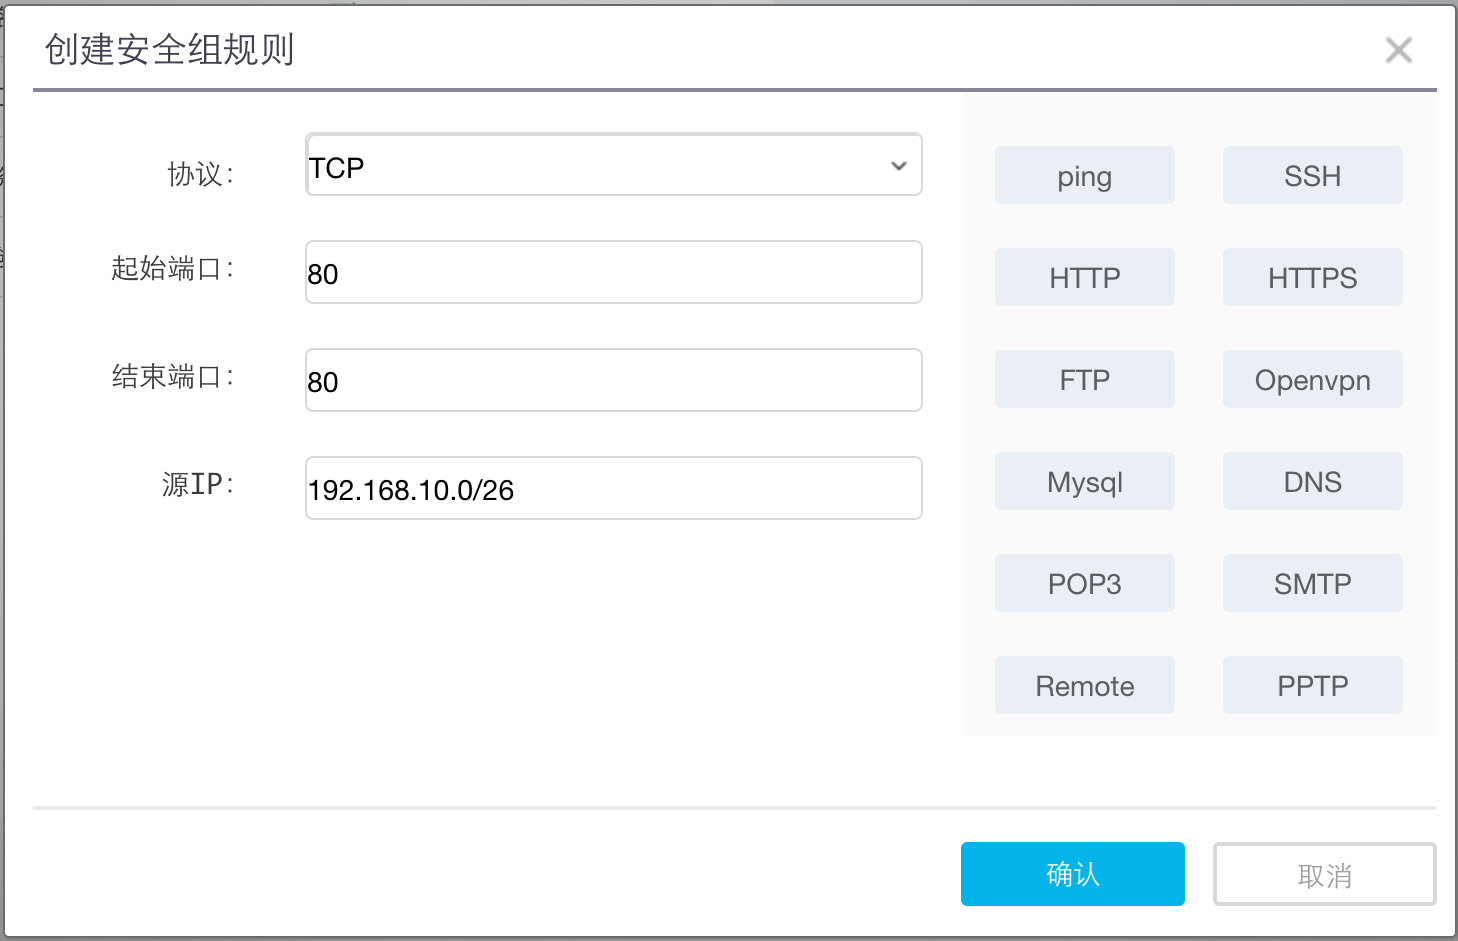 创建安全组规则
协议：
TCP
起始端口：
80
结束端口：
80
源IP：
192.168.10.0/26
ping
SSH
HTTP
HTTPS
FTP
Openvpn
Mysql
DNS
POP3
SMTP
Remote
PPTP
确认
取消